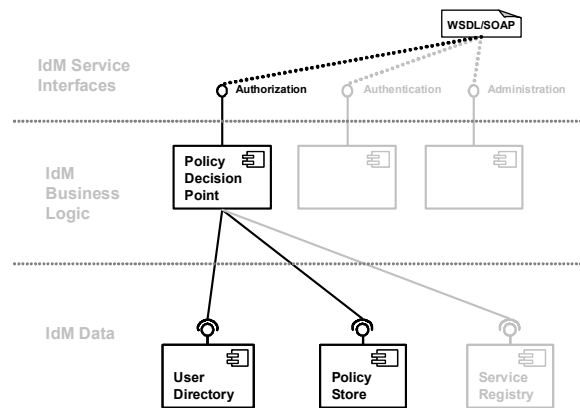 WSDL/SOAP
IdM Service
Interfaces
Authorization
Authentication
Administration
IdM
Business
Logic
Policy
Decision
Point
IdM Data
User
Directory
Policy
Store
Service
Registry